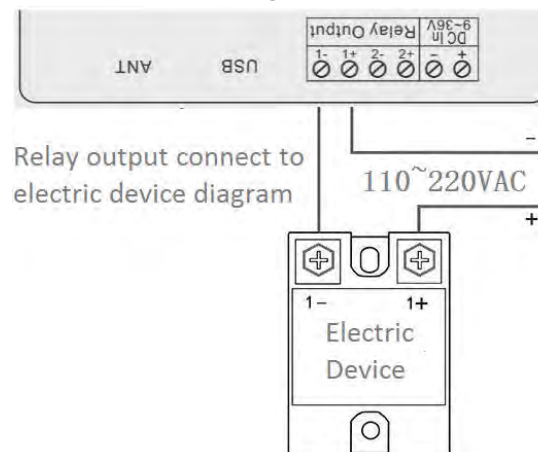 Relay Output
DC In
9~36V
1- 1+ 2- 2+ - +
ANT USB
Relay output connect to
electric device diagram
-
110~220VAC
+
1- 1+
Electric
Device